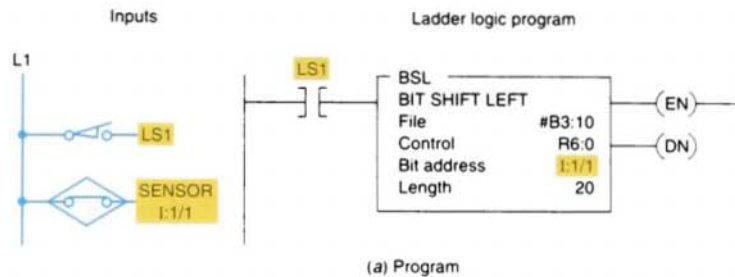 Inputs
Ladder logic program
L1
LS1
SENSOR
I:1/1
LS1
BSL
BIT SHIFT LEFT
File #B3:10
Control R6:0
Bit address I:1/1
Length 20
EN
DN
(a) Program